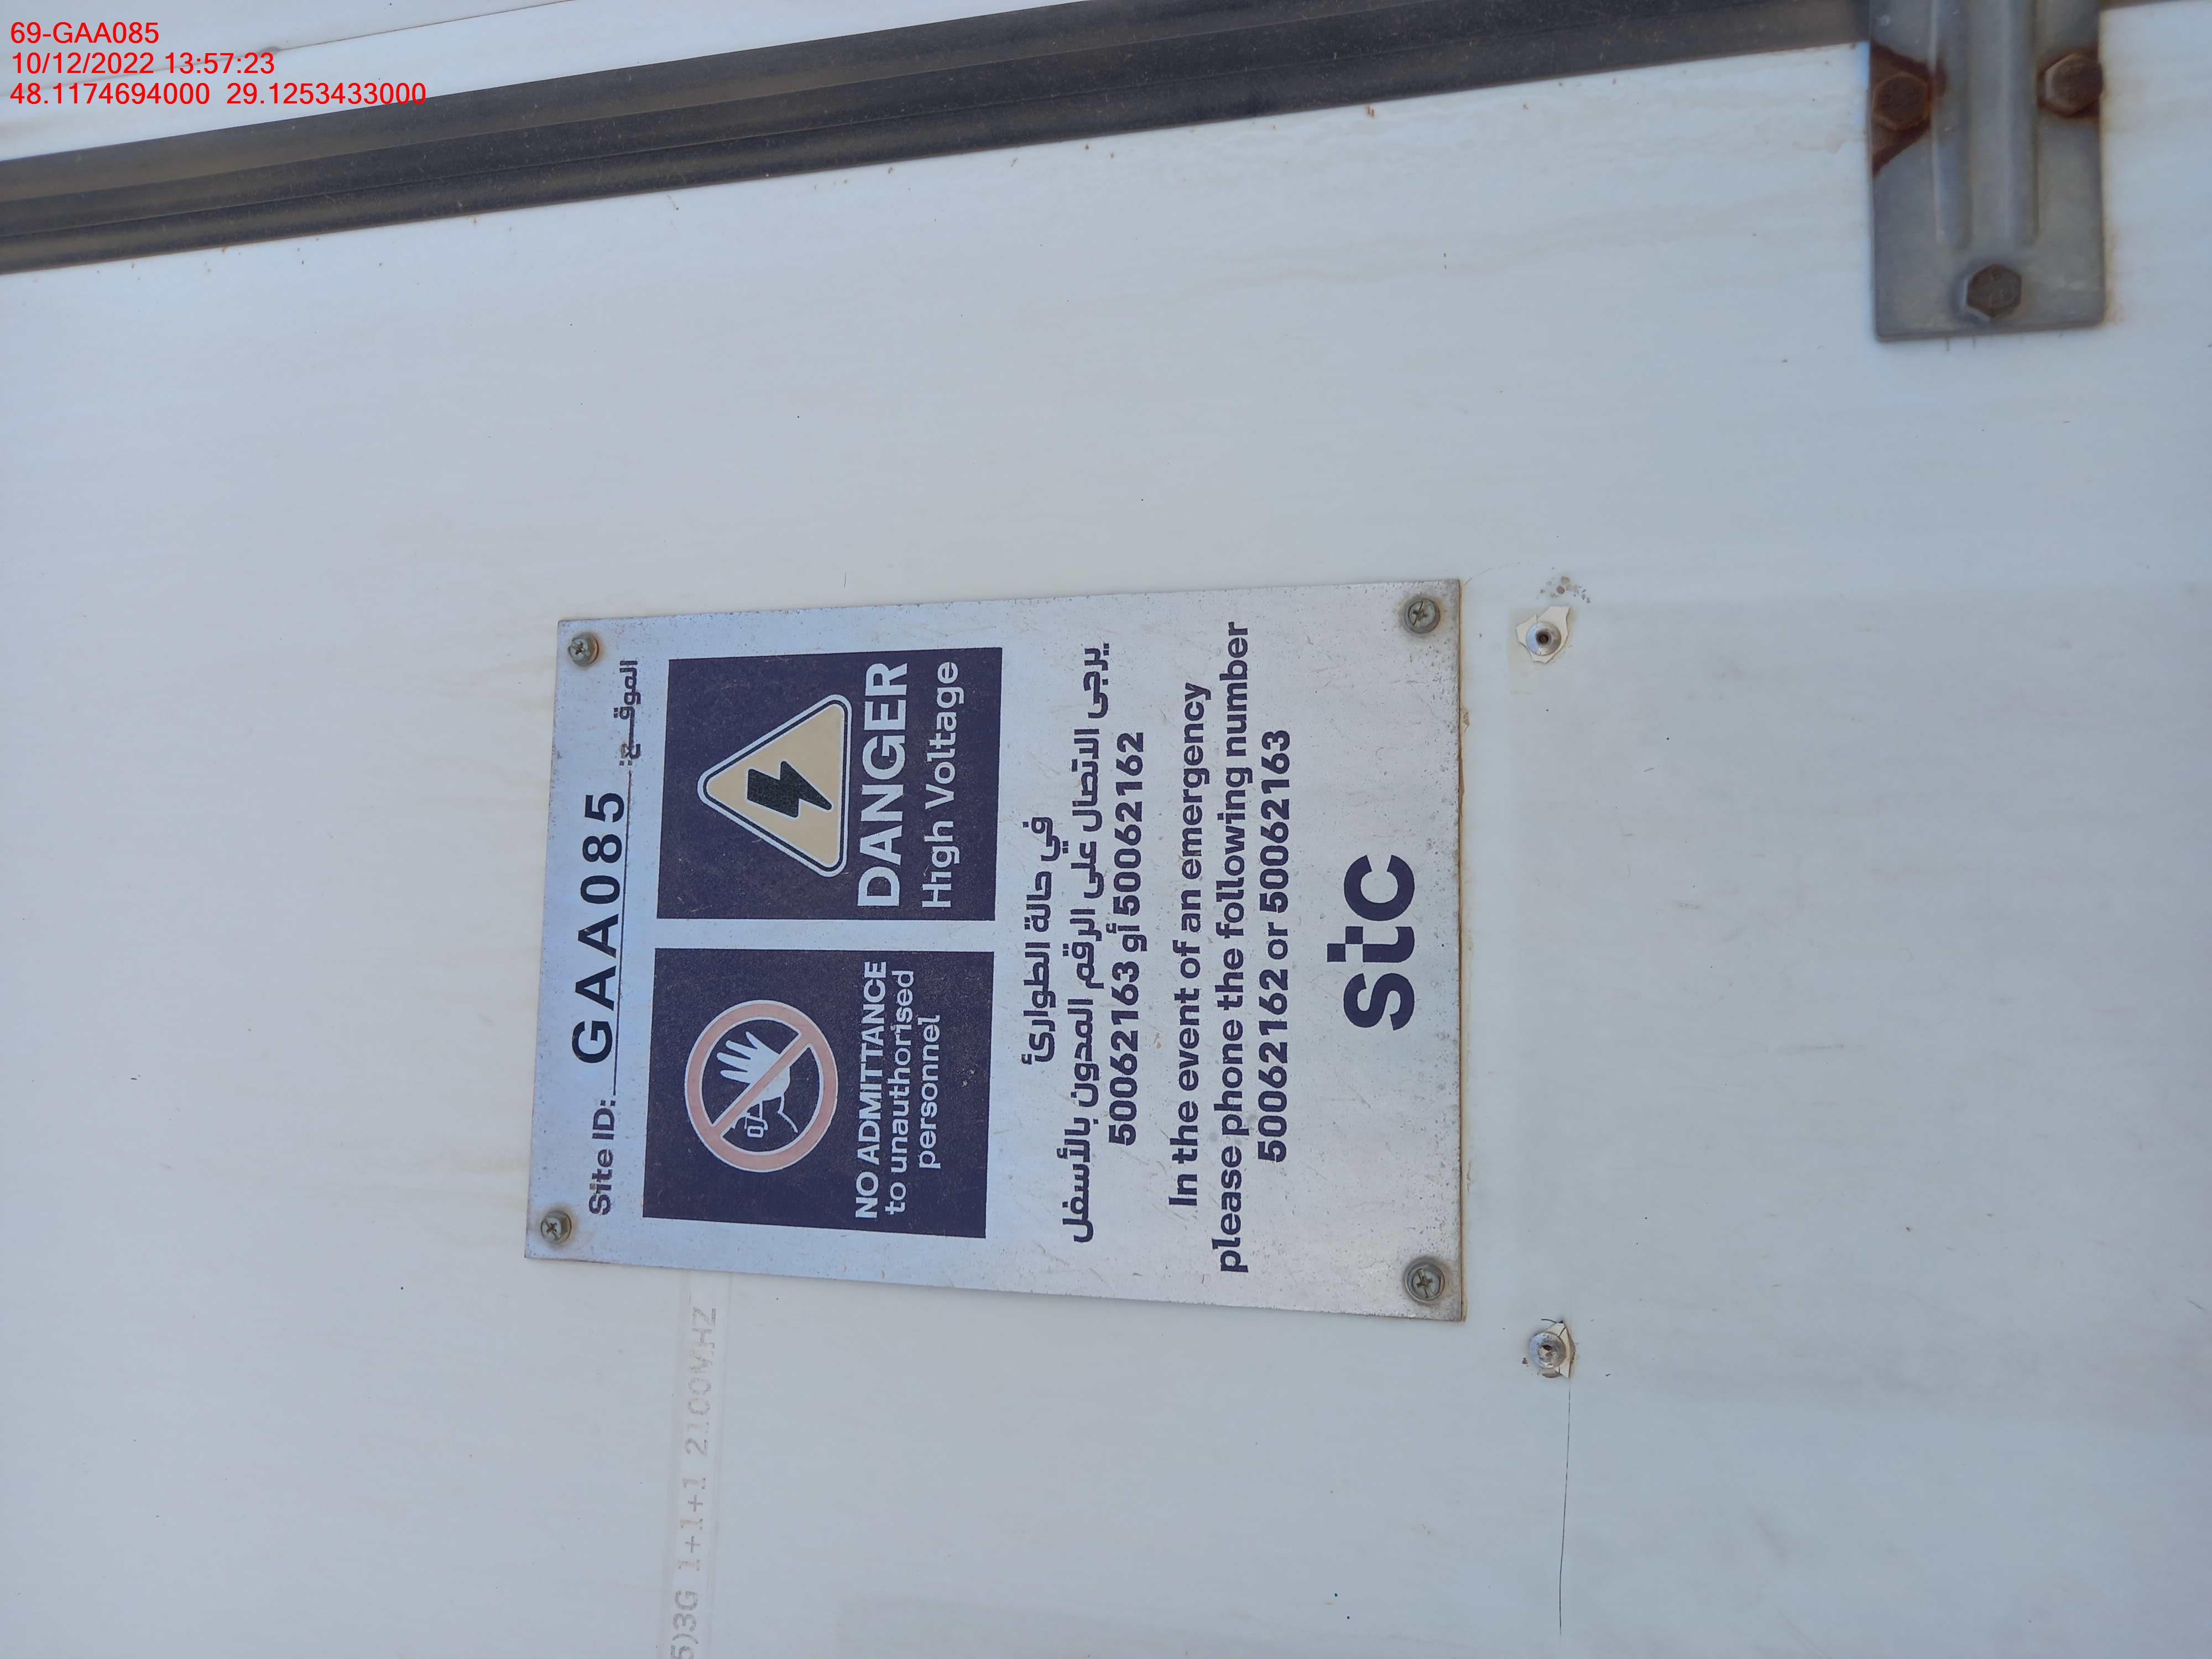 69-GAA085
10/12/2022 13:57:23
48.1174694000 29.1253433000
Site ID: GAA085 الموقع:
NO ADMITTANCE
to unauthorised
personnel
DANGER
High Voltage
في حالة الطوارئ
يرجى الاتصال على الرقم المدون بالأسفل
50062163 أو 50062162
In the event of an emergency
please phone the following number
50062162 or 50062163
stc
5)3G 1+1+1 2100MHZ